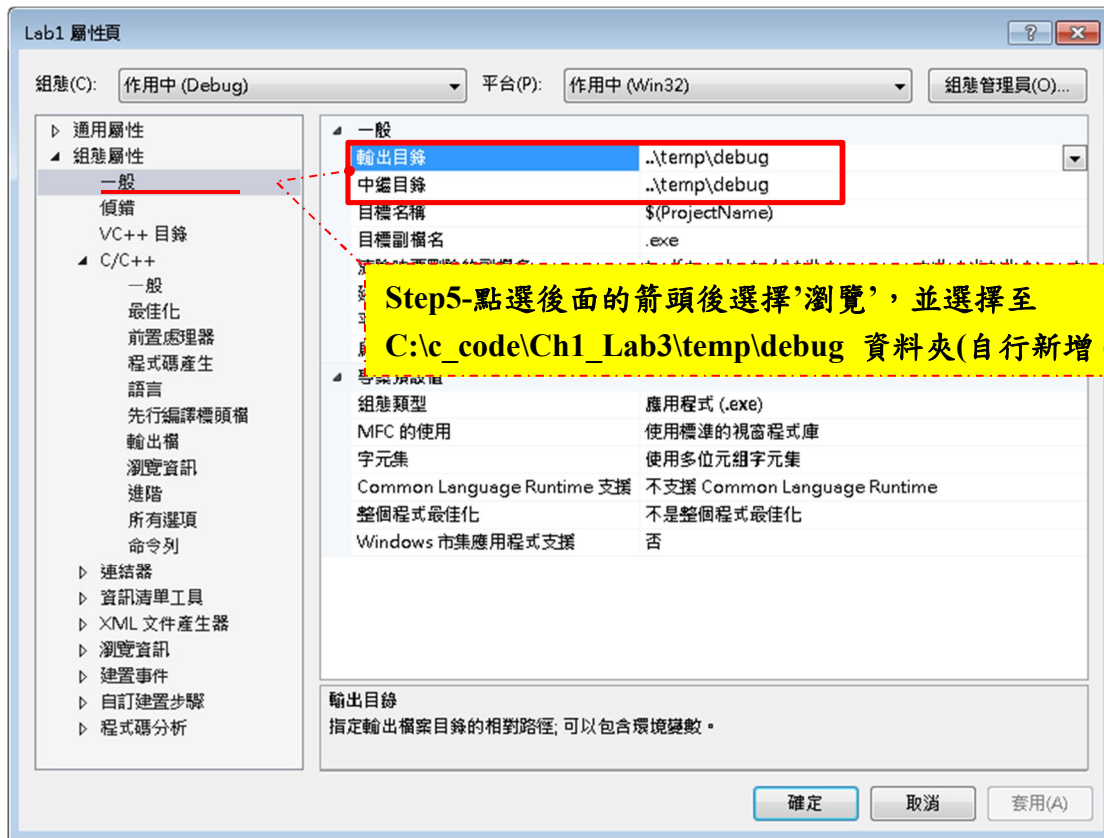 Lab1 屬性頁
組態(C): 作用中 (Debug) 平台(P): 作用中 (Win32) 組態管理員(O)...
通用屬性
組態屬性
一般
偵錯
VC++ 目錄
C/C++
一般
最佳化
前置處理器
程式碼產生
語言
先行編譯標頭檔
輸出檔
瀏覽資訊
進階
所有選項
命令列
連結器
資訊清單工具
XML 文件產生器
瀏覽資訊
建置事件
自訂建置步驟
程式碼分析
一般
輸出目錄 ..\temp\debug
中繼目錄 ..\temp\debug
目標名稱 $(ProjectName)
目標副檔名 .exe
Step5-點選後面的箭頭後選擇’瀏覽’，並選擇至
C:\c_code\Ch1_Lab3\temp\debug 資料夾(自行新增
專案預設值
組態類型 應用程式 (.exe)
MFC 的使用 使用標準的視窗程式庫
字元集 使用多位元組字元集
Common Language Runtime 支援 不支援 Common Language Runtime
整個程式最佳化 不是整個程式最佳化
Windows 市集應用程式支援 否
輸出目錄
指定輸出檔案目錄的相對路徑; 可以包含環境變數。
確定 取消 套用(A)